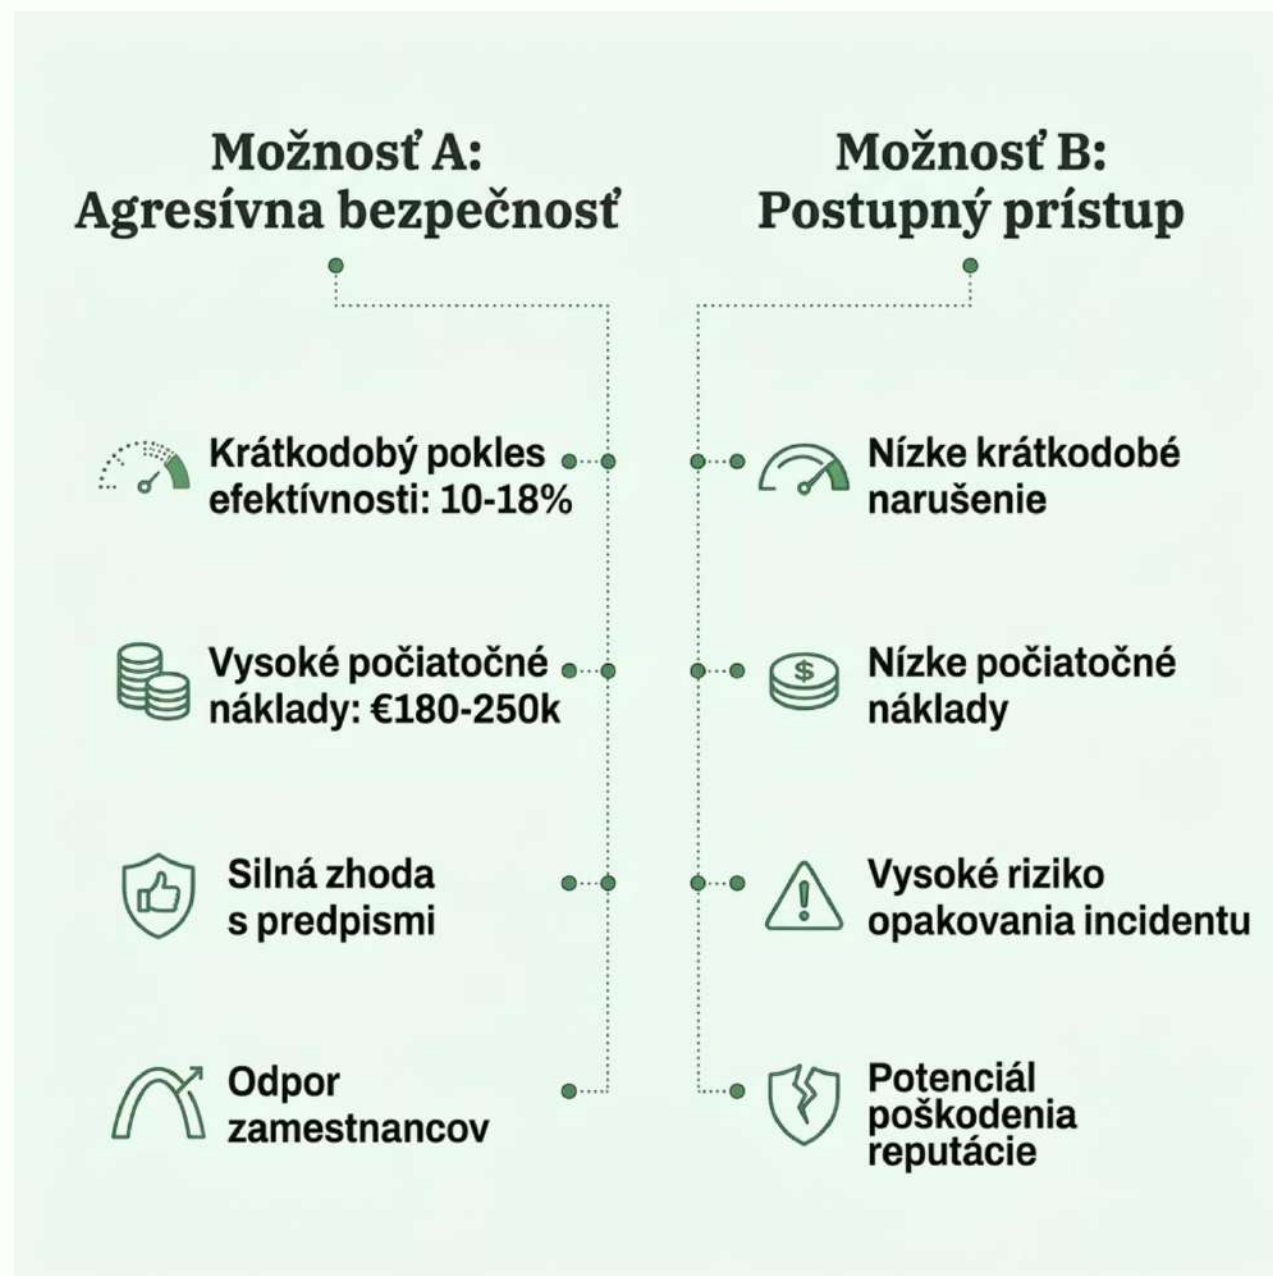 Možnosť A:
Agresívna bezpečnosť
Krátkodobý pokles
efektívnosti: 10-18%
Vysoké počiatočné
náklady: €180-250k
Silná zhoda
s predpismi
Odpor
zamestnancov
Možnosť B:
Postupný prístup
Nízke krátkodobé
narušenie
$
Nízke počiatočné
náklady
Vysoké riziko
opakovania incidentu
Potenciál
poškodenia
reputácie